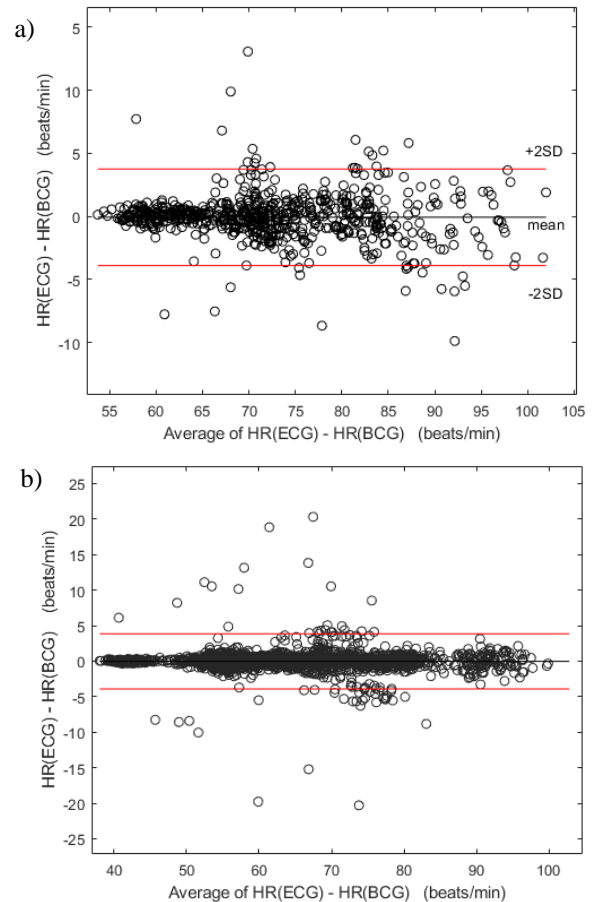 a)
5
10
5
0
-5
-10
+2SD
mean
-2SD
HR(ECG) - HR(BCG) (beats/min)
55 60 65 70 75 80 85 90 95 100 105
Average of HR(ECG) - HR(BCG) (beats/min)
b)
25
20
15
10
5
0
-5
-10
-15
-20
-25
HR(ECG) - HR(BCG) (beats/min)
40 50 60 70 80 90 100
Average of HR(ECG) - HR(BCG) (beats/min)